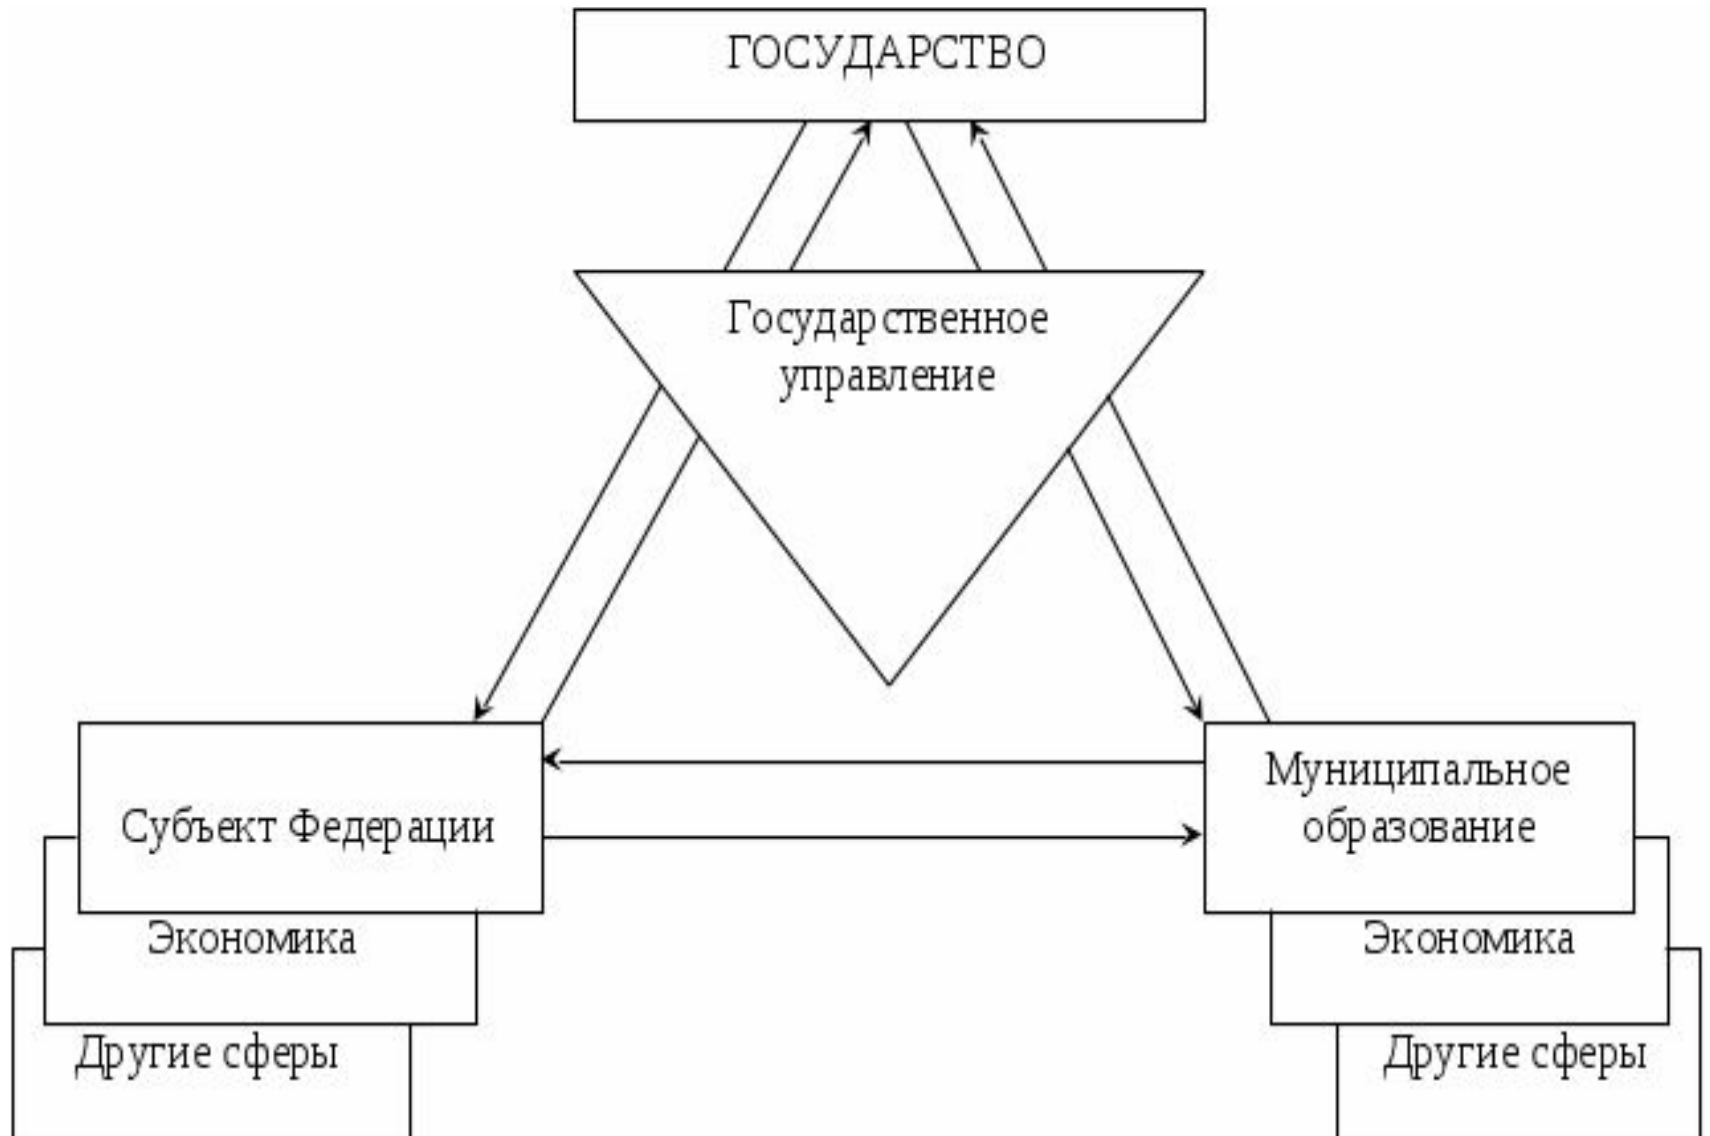 ГОСУДАРСТВО
Государственное
управление
Субъект Федерации
Муниципальное
образование
Экономика
Экономика
Другие сферы
Другие сферы